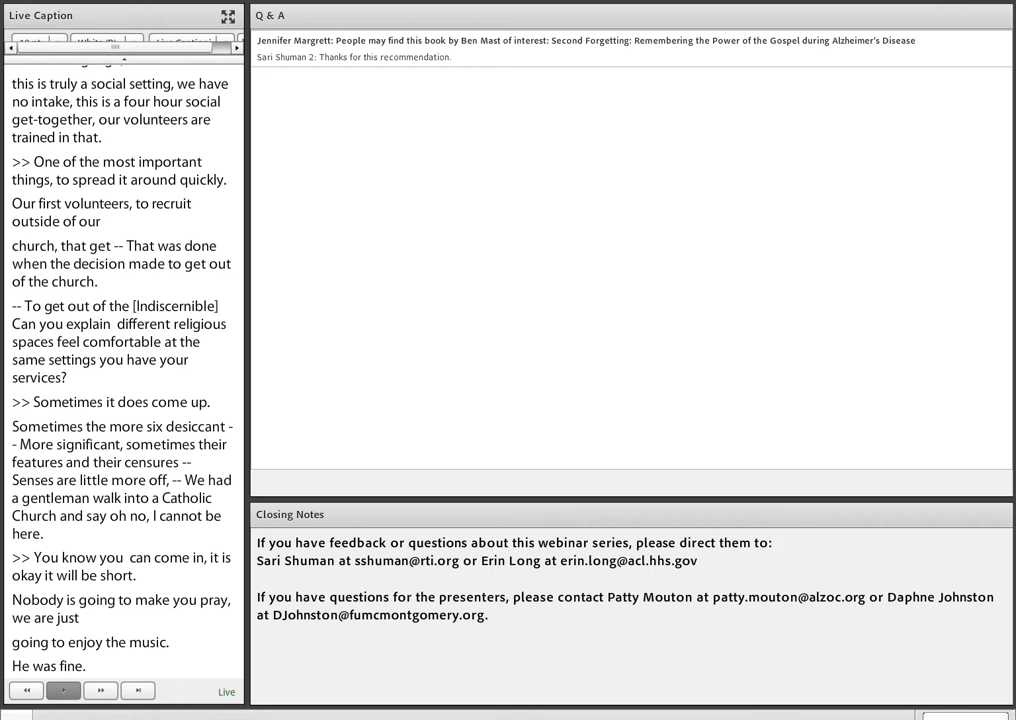 Live Caption
this is truly a social setting, we have
no intake, this is a four hour social
get-together, our volunteers are
trained in that.
>> One of the most important
things, to spread it around quickly.
Our first volunteers, to recruit
outside of our
church, that get -- That was done
when the decision made to get out
of the church.
-- To get out of the [Indiscernible]
Can you explain  different religious
spaces feel comfortable at the
same settings you have your
services?
>> Sometimes it does come up.
Sometimes the more six desiccant -
- More significant, sometimes their
features and their censures --
Senses are little more off, -- We had
a gentleman walk into a Catholic
Church and say oh no, I cannot be
here.
>> You know you  can come in, it is
okay it will be short.
Nobody is going to make you pray,
we are just
going to enjoy the music.
He was fine.
Live
Q & A
Jennifer Margrett: People may find this book by Ben Mast of interest: Second Forgetting: Remembering the Power of the Gospel during Alzheimer's Disease
Sari Shuman 2: Thanks for this recommendation.
Closing Notes
If you have feedback or questions about this webinar series, please direct them to:
Sari Shuman at sshuman@rti.org or Erin Long at erin.long@acl.hhs.gov
If you have questions for the presenters, please contact Patty Mouton at patty.mouton@alzoc.org or Daphne Johnston
at DJohnston@fumcmontgomery.org.